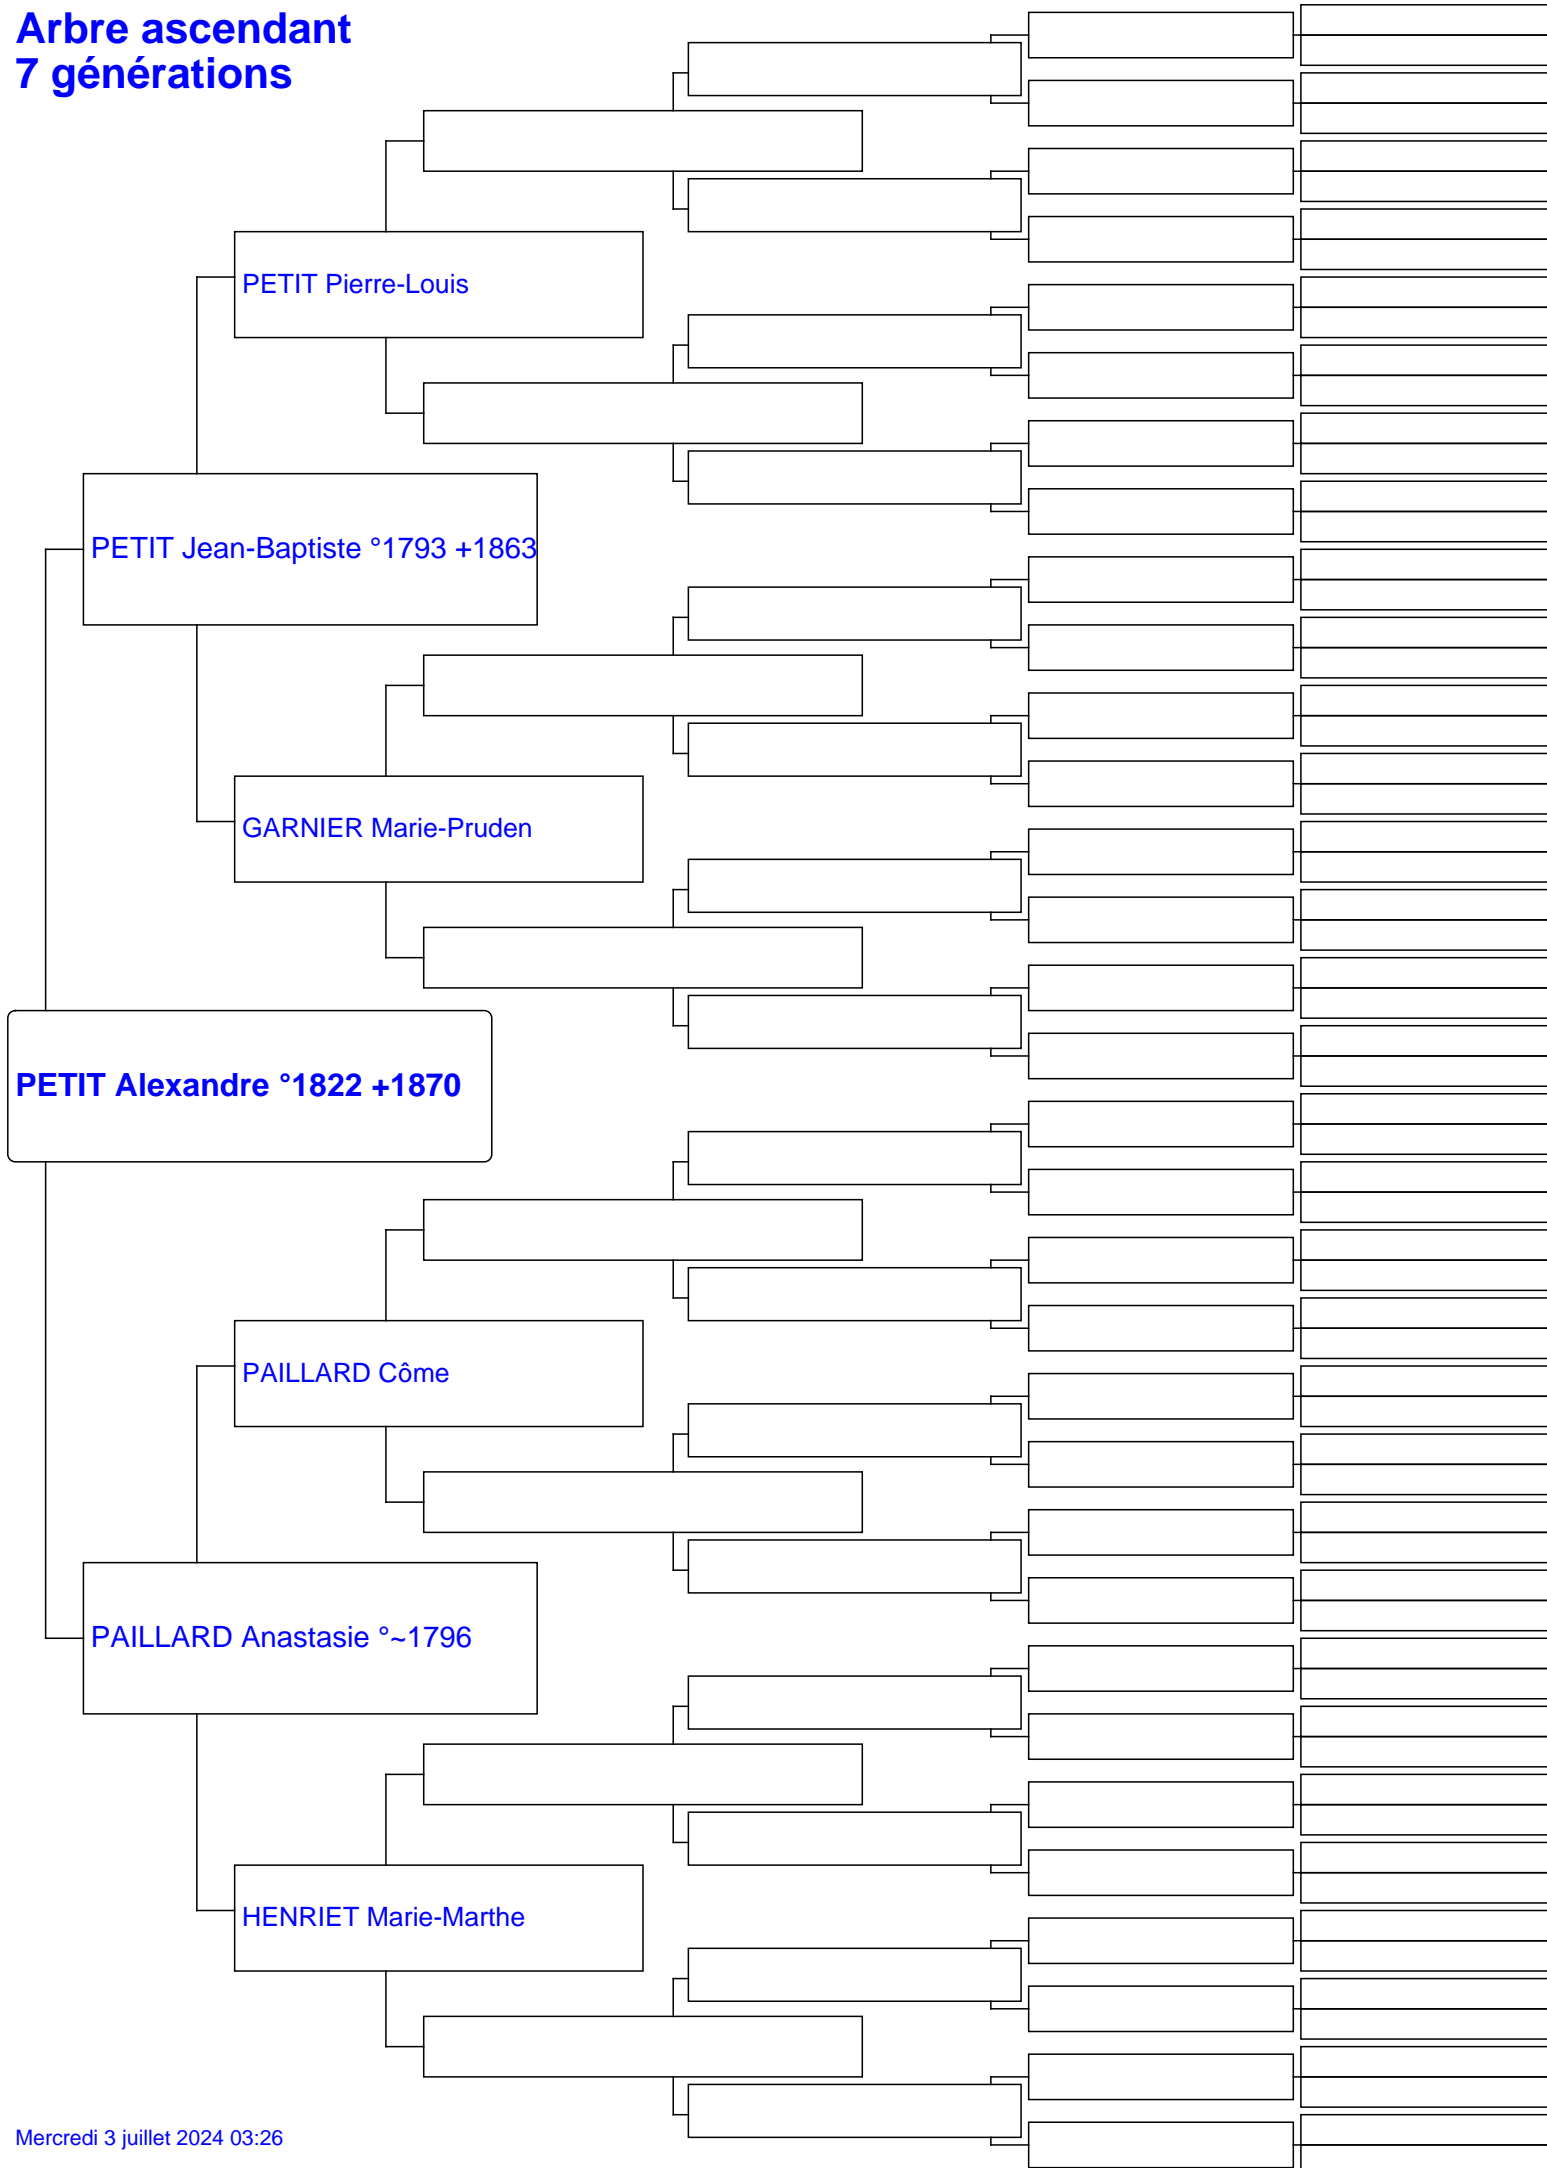 Arbre ascendant
7 générations
PETIT Pierre-Louis
PETIT Jean-Baptiste °1793 +1863
GARNIER Marie-Pruden
PETIT Alexandre °1822 +1870
PAILLARD Côme
PAILLARD Anastasie °~1796
HENRIET Marie-Marthe
Mercredi 3 juillet 2024 03:26